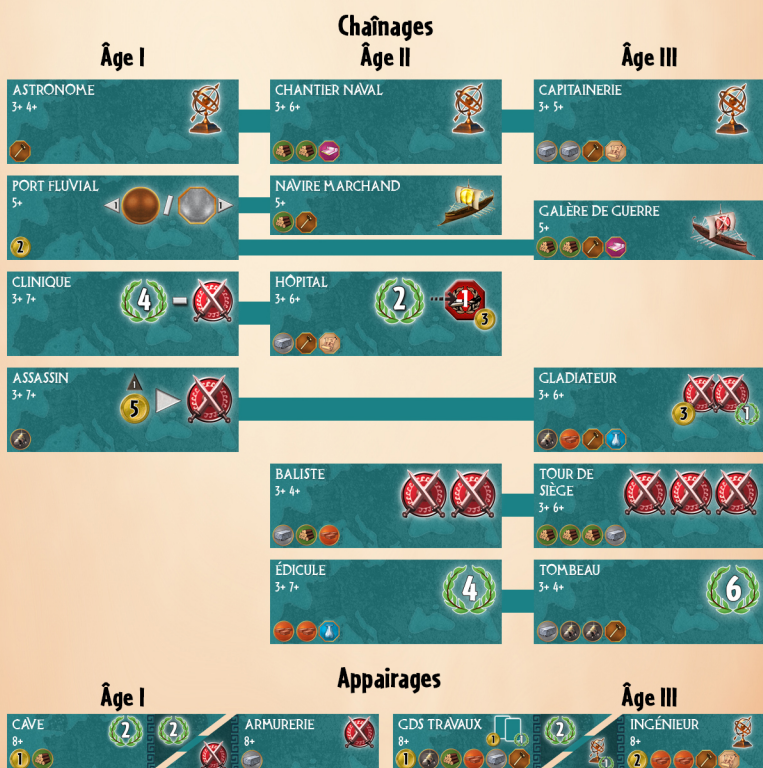 Chaînages
Âge I
Âge II
Âge III
ASTRONOME
3+ 4+
CHANTIER NAVAL
3+ 6+
CAPITAINERIE
3+ 5+
PORT FLUVIAL
5+
1
1
2
NAVIRE MARCHAND
5+
GALÈRE DE GUERRE
5+
CLINIQUE
3+ 7+
4
HÔPITAL
3+ 6+
2
1
3
ASSASSIN
3+ 7+
1
5
GLADIATEUR
3+ 6+
3
1
BALISTE
3+ 4+
TOUR DE
SIÈGE
3+ 6+
ÉDICULE
3+ 7+
4
TOMBEAU
3+ 4+
6
Appairages
Âge I
Âge III
CAVE
8+
1
2
2
ARMURERIE
8+
GDS TRAVAUX
8+
1
1
1
2
1
INGÉNIEUR
8+
2